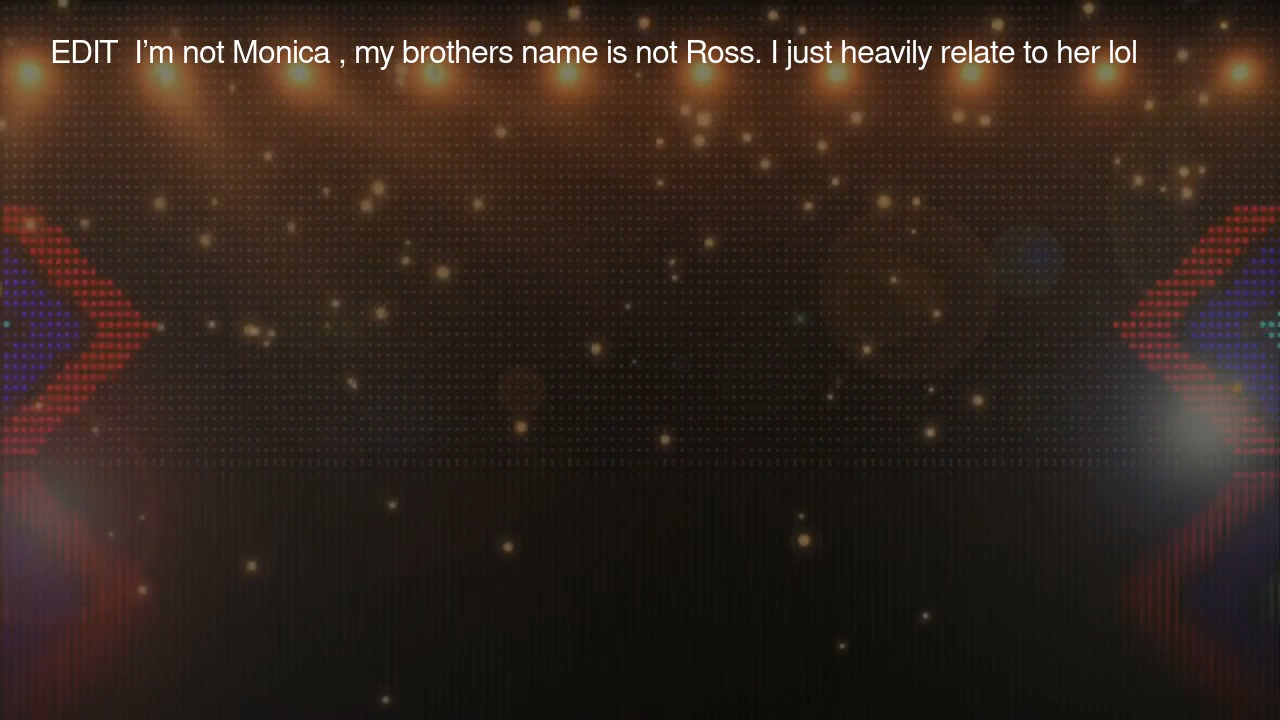 EDIT  I’m not Monica , my brothers name is not Ross. I just heavily relate to her lol